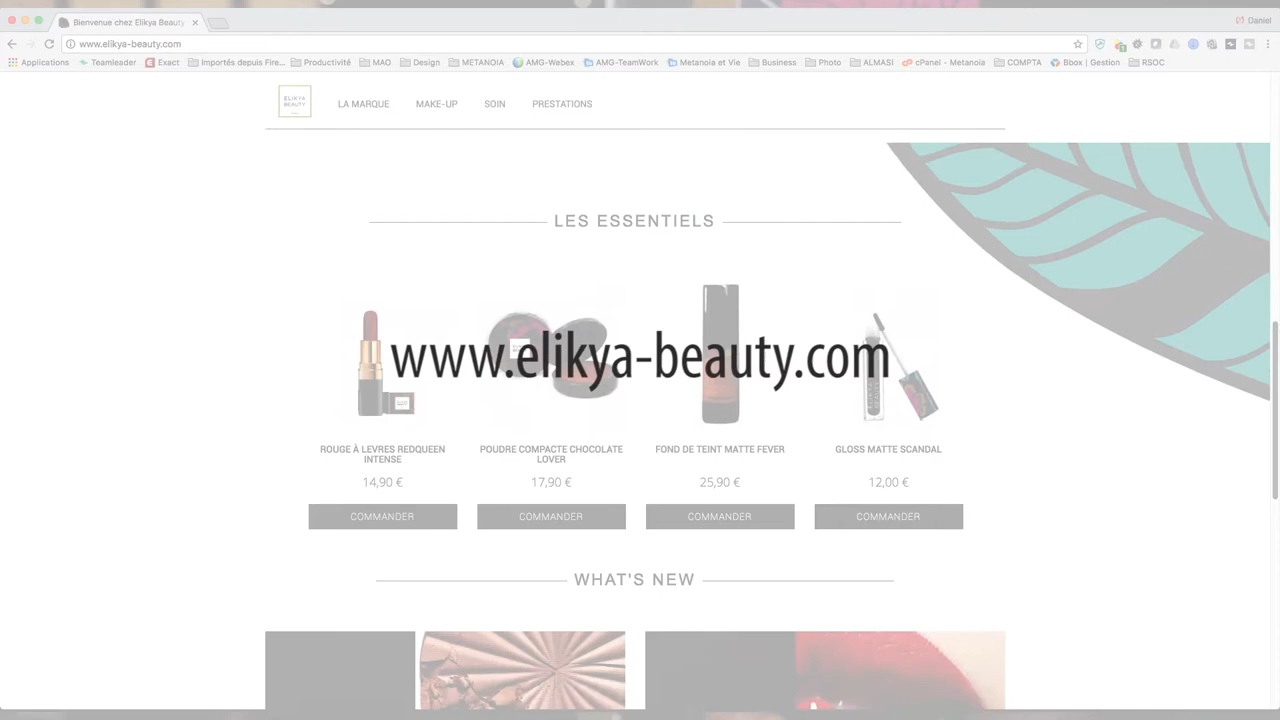 Bienvenue chez Elikya Beauty
Daniel
www.elikya-beauty.com
Applications
Teamleader
Exact
Importés depuis Fire...
Productivité
MAO
Design
METANOIA
AMG-Webex
AMG-TeamWork
Metanoia et Vie
Business
Photo
ALMASI
cPanel - Metanoia
COMPTA
Bbox | Gestion
RSOC
ELIKYA
BEAUTY
LA MARQUE
MAKE-UP
SOIN
PRESTATIONS
LES ESSENTIELS
www.elikya-beauty.com
ROUGE À LEVRES REDQUEEN
INTENSE
14,90 €
COMMANDER
POUDRE COMPACTE CHOCOLATE
LOVER
17,90 €
COMMANDER
FOND DE TEINT MATTE FEVER
25,90 €
COMMANDER
GLOSS MATTE SCANDAL
12,00 €
COMMANDER
WHAT'S NEW